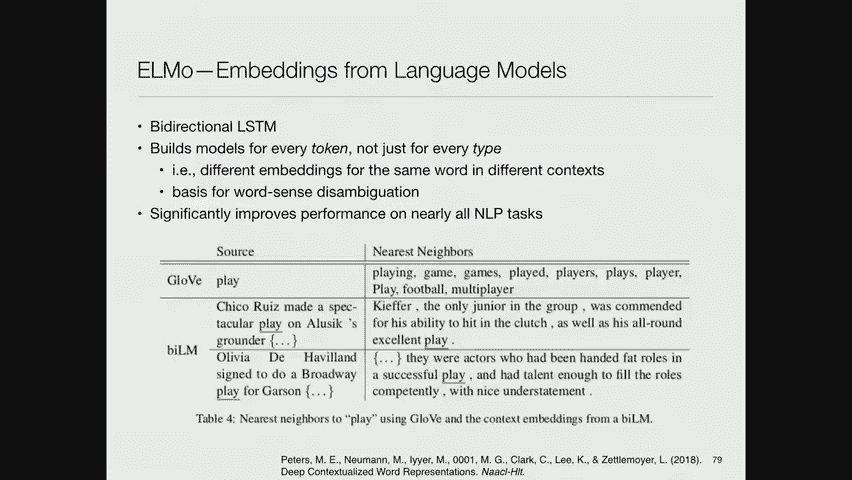 ELMo—Embeddings from Language Models
• Bidirectional LSTM
• Builds models for every token, not just for every type
• i.e., different embeddings for the same word in different contexts
• basis for word-sense disambiguation
• Significantly improves performance on nearly all NLP tasks
Source Nearest Neighbors
GloVe play playing, game, games, played, players, plays, player,
Play, football, multiplayer
biLM
Chico Ruiz made a spec-
tacular play on Alusik 's
grounder {...}
Kieffer , the only junior in the group , was commended
for his ability to hit in the clutch , as well as his all-round
excellent play .
Olivia De Havilland
signed to do a Broadway
play for Garson {...}
{...} they were actors who had been handed fat roles in
a successful play , and had talent enough to fill the roles
competently , with nice understatement .
Table 4: Nearest neighbors to “play” using GloVe and the context embeddings from a biLM.
Peters, M. E., Neumann, M., Iyyer, M., 0001, M. G., Clark, C., Lee, K., & Zettlemoyer, L. (2018). 79
Deep Contextualized Word Representations. Naacl-Hlt.